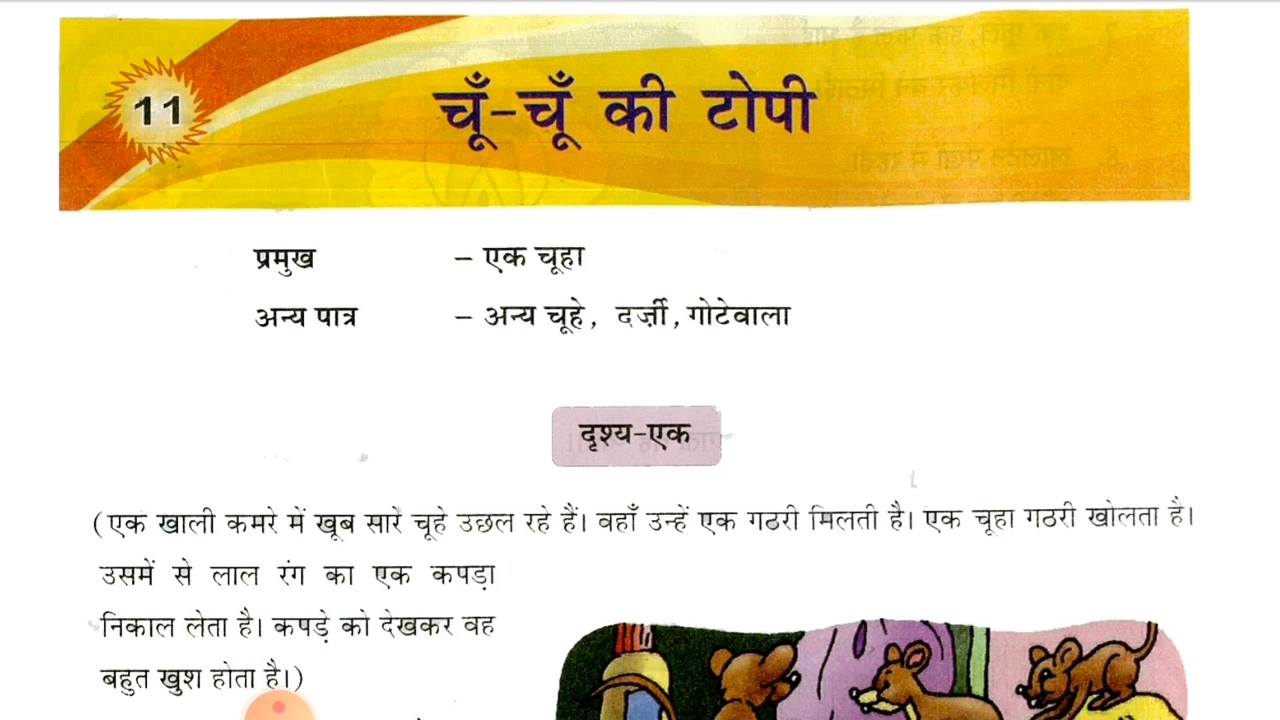 11
चूँ-चूँ की टोपी
प्रमुख – एक चूहा
अन्य पात्र – अन्य चूहे, दर्ज़ी, गोटेवाला
दृश्य-एक
(एक खाली कमरे में खूब सारे चूहे उछल रहे हैं। वहाँ उन्हें एक गठरी मिलती है। एक चूहा गठरी खोलता है।
उसमें से लाल रंग का एक कपड़ा
निकाल लेता है। कपड़े को देखकर वह
बहुत खुश होता है।)